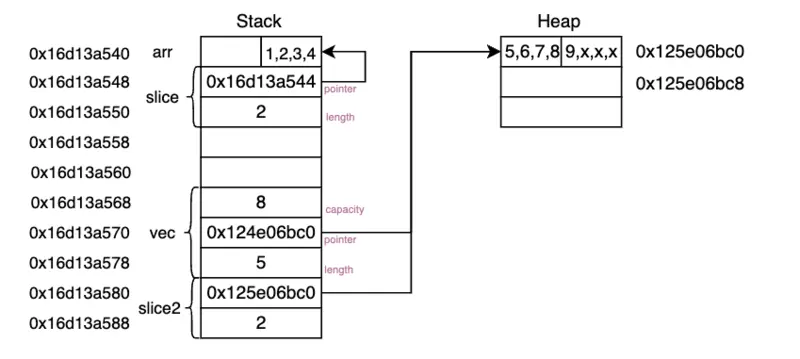 Stack Heap
0x16d13a540 arr 1,2,3,4 5,6,7,8 9,x,x,x 0x125e06bc0
0x16d13a548 0x16d13a544 pointer 0x125e06bc8
slice
0x16d13a550 2 length
0x16d13a558
0x16d13a560
0x16d13a568 8 capacity
0x16d13a570 vec 0x124e06bc0 pointer
0x16d13a578 5 length
0x16d13a580 0x125e06bc0
slice2
0x16d13a588 2